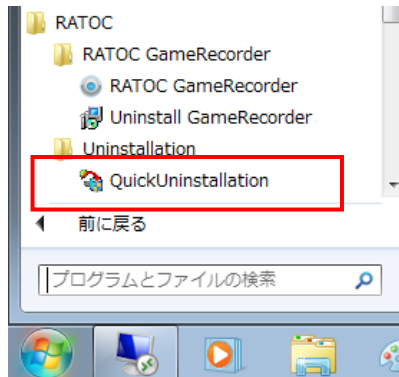 RATOC
RATOC GameRecorder
RATOC GameRecorder
Uninstall GameRecorder
Uninstallation
QuickUninstallation
前に戻る
プログラムとファイルの検索